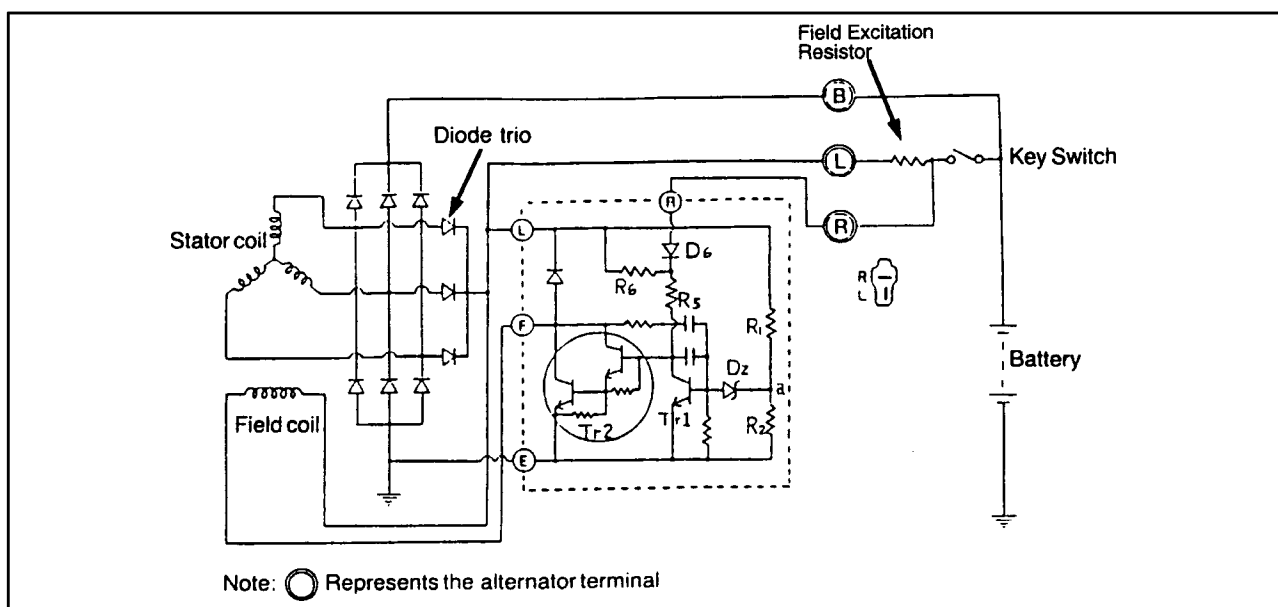 Field Excitation
Resistor
B
Diode trio
L
Key Switch
R
R
Stator coil
L
D6
R
L
R6
R5
R1
F
Dz
a
Battery
Field coil
Tr2
Tr1
R2
E
Note: Represents the alternator terminal